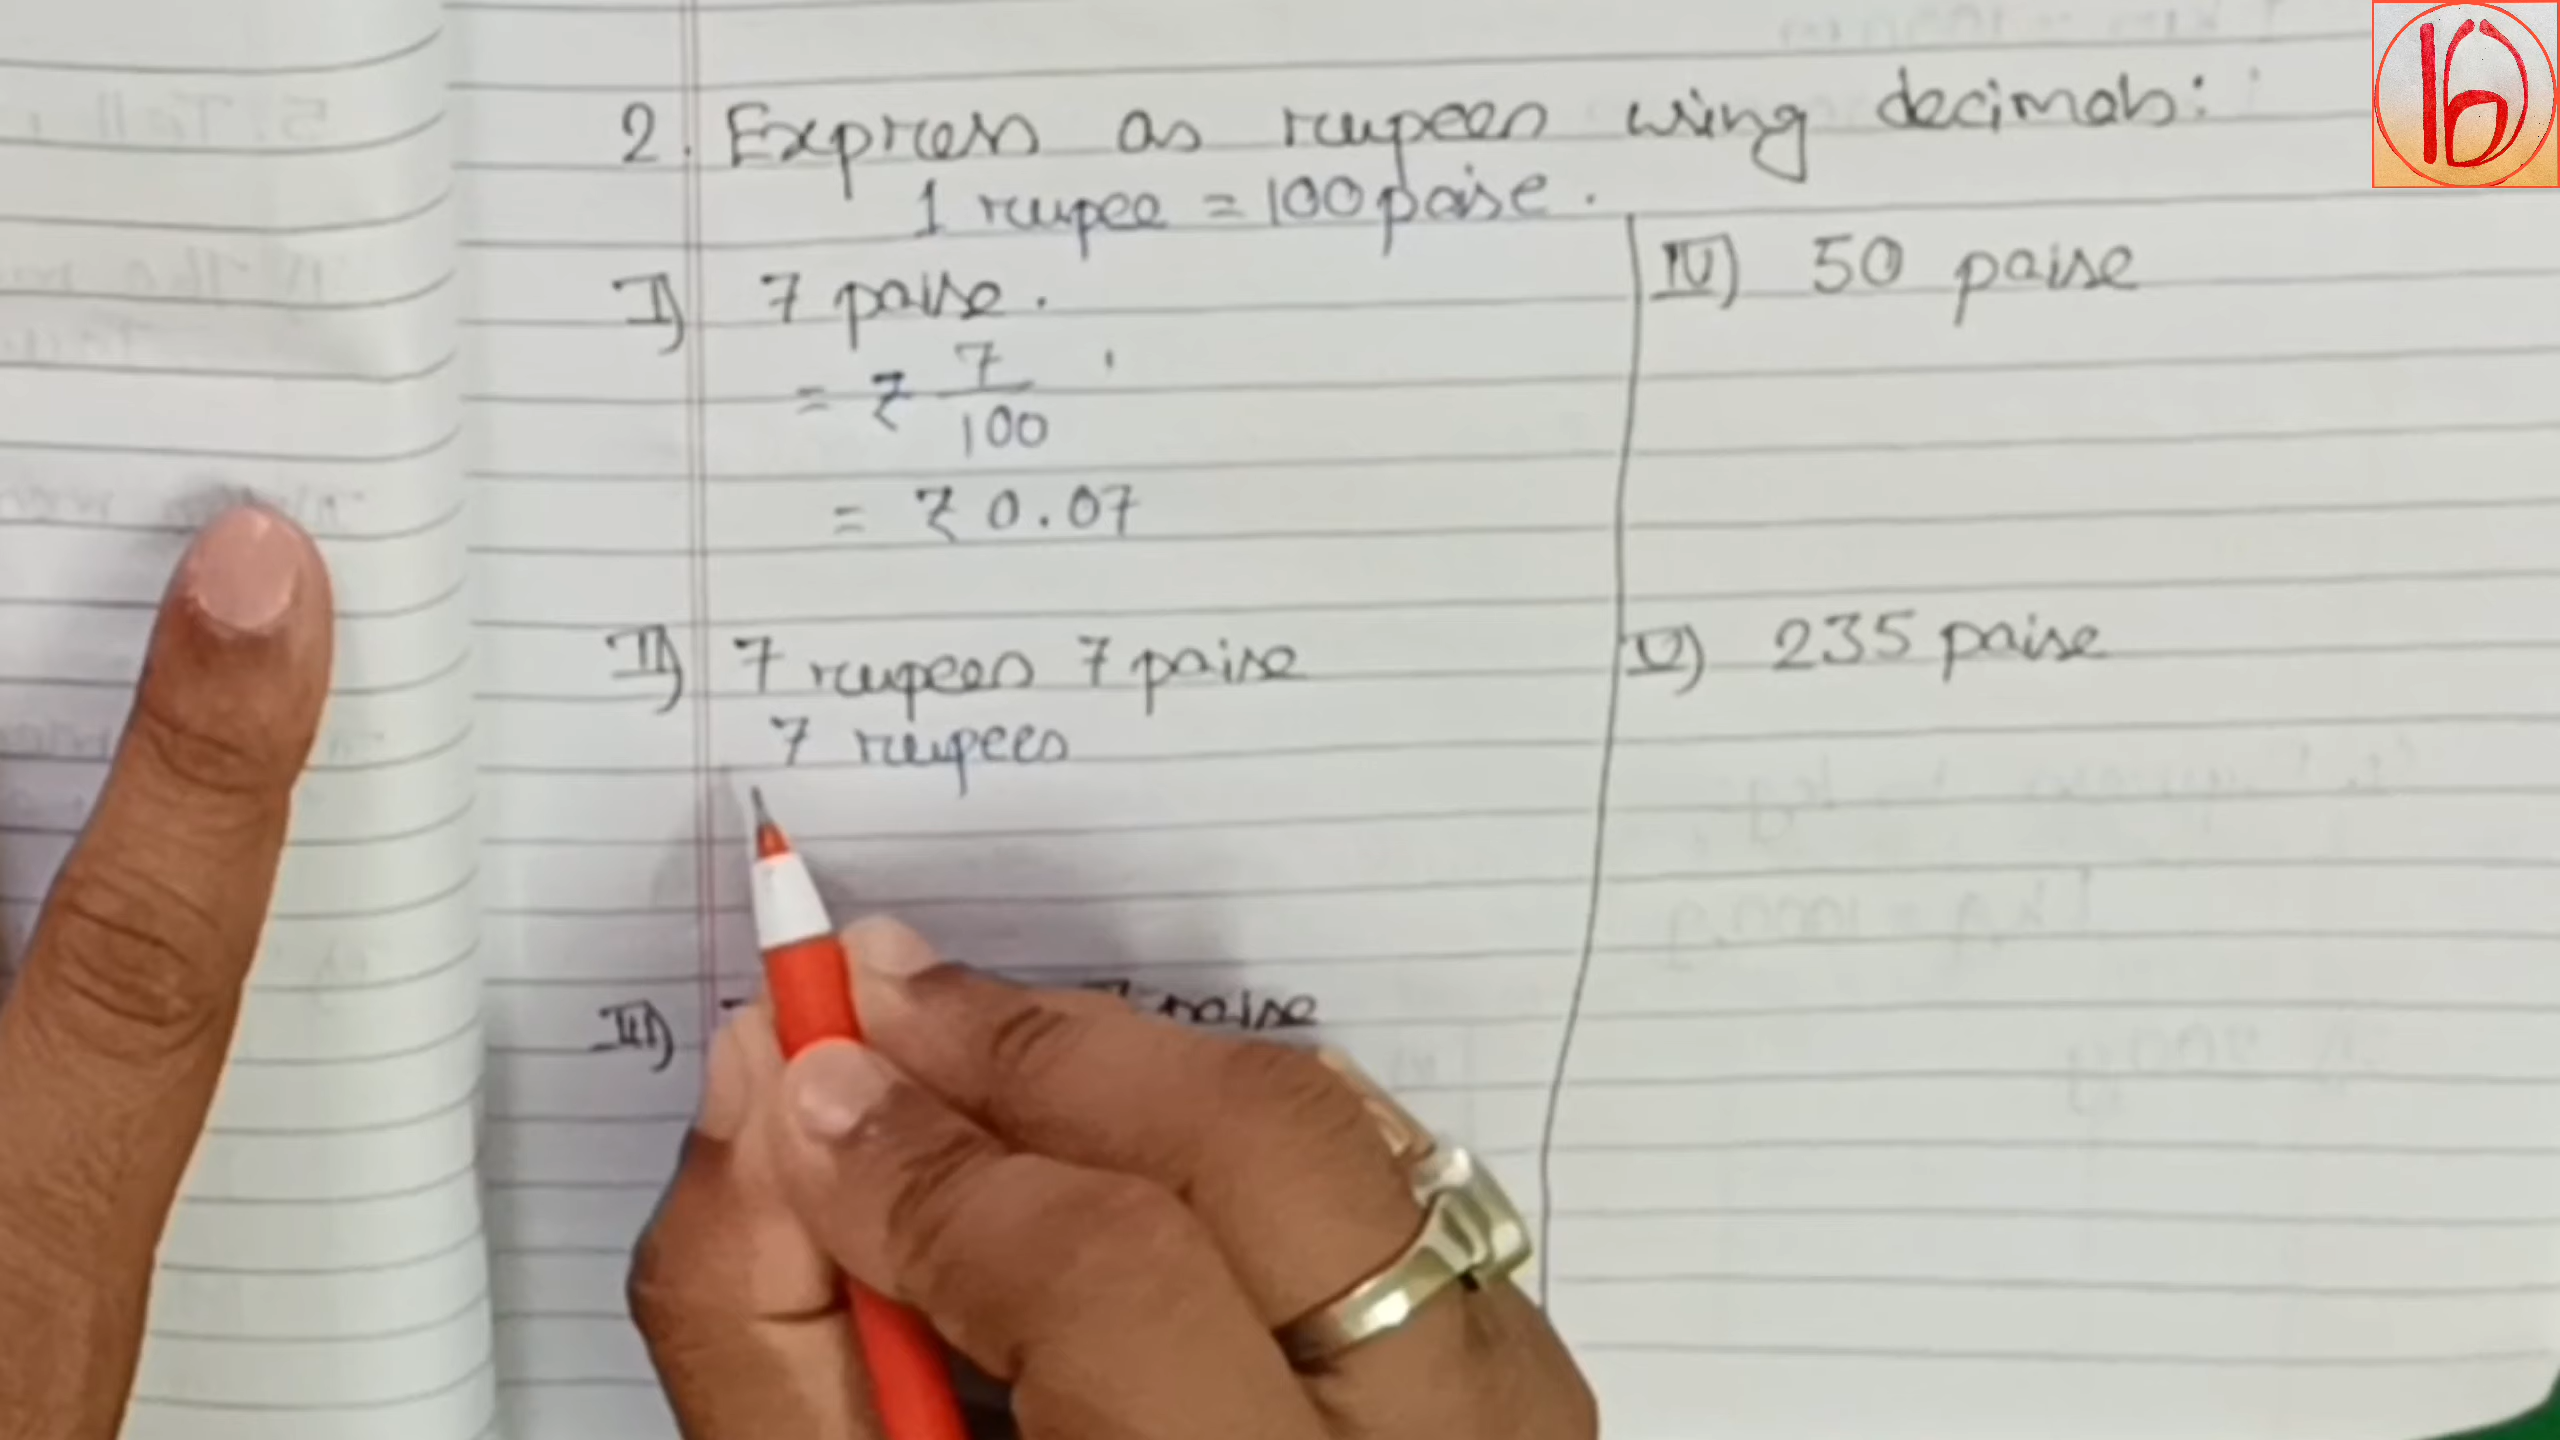 2. Express as rupees using decimals:
1 rupee = 100 paise.
I) 7 paise.
= ₹ 7/100
= ₹ 0.07
II) 7 rupees 7 paise
7 rupees
III) paise
IV) 50 paise
V) 235 paise